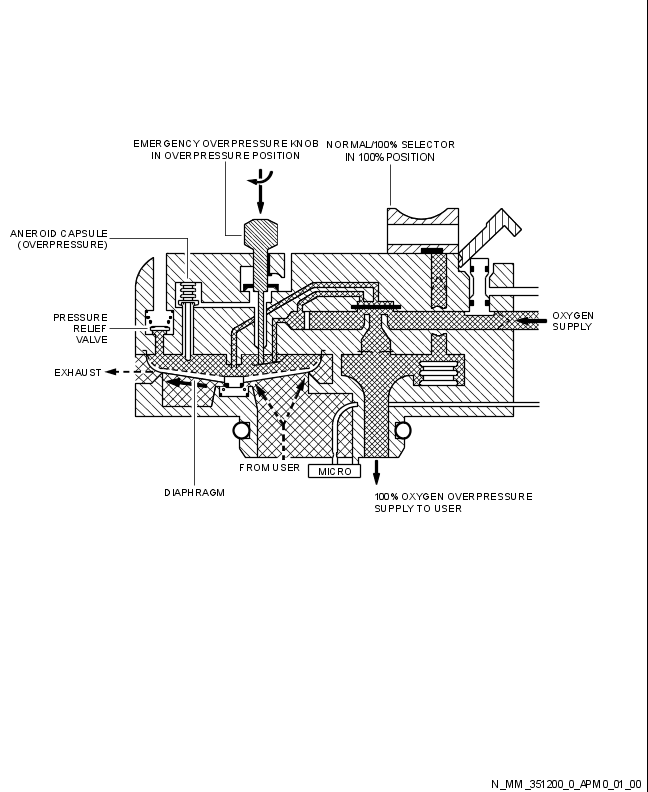 EMERGENCY OVERPRESSURE KNOB
IN OVERPRESSURE POSITION
NORMAL/100% SELECTOR
IN 100% POSITION
ANEROID CAPSULE
(OVERPRESSURE)
PRESSURE
RELIEF
VALVE
OXYGEN
SUPPLY
EXHAUST
FROM USER
MICRO
DIAPHRAGM
100% OXYGEN OVERPRESSURE
SUPPLY TO USER
N_MM_351200_0_APM0_01_00